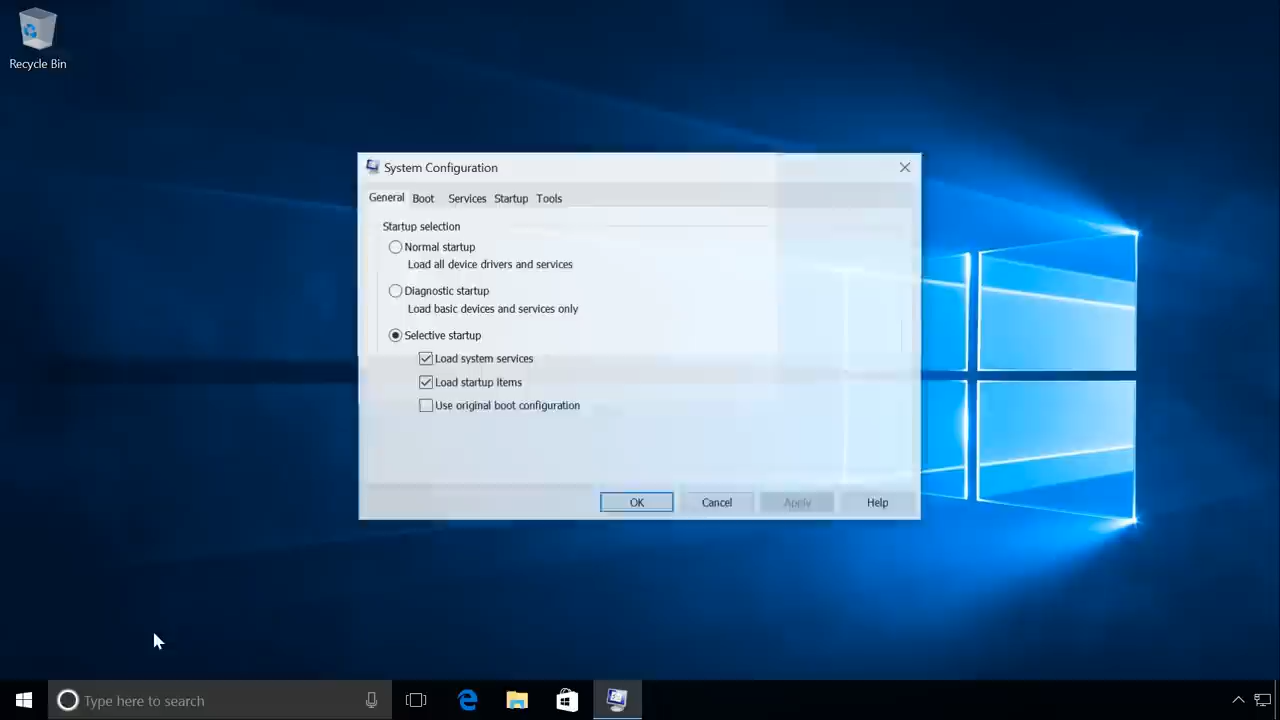 Recycle Bin
System Configuration
General Boot Services Startup Tools
Startup selection
Normal startup
Load all device drivers and services
Diagnostic startup
Load basic devices and services only
Selective startup
Load system services
Load startup items
Use original boot configuration
OK Cancel Apply Help
Type here to search